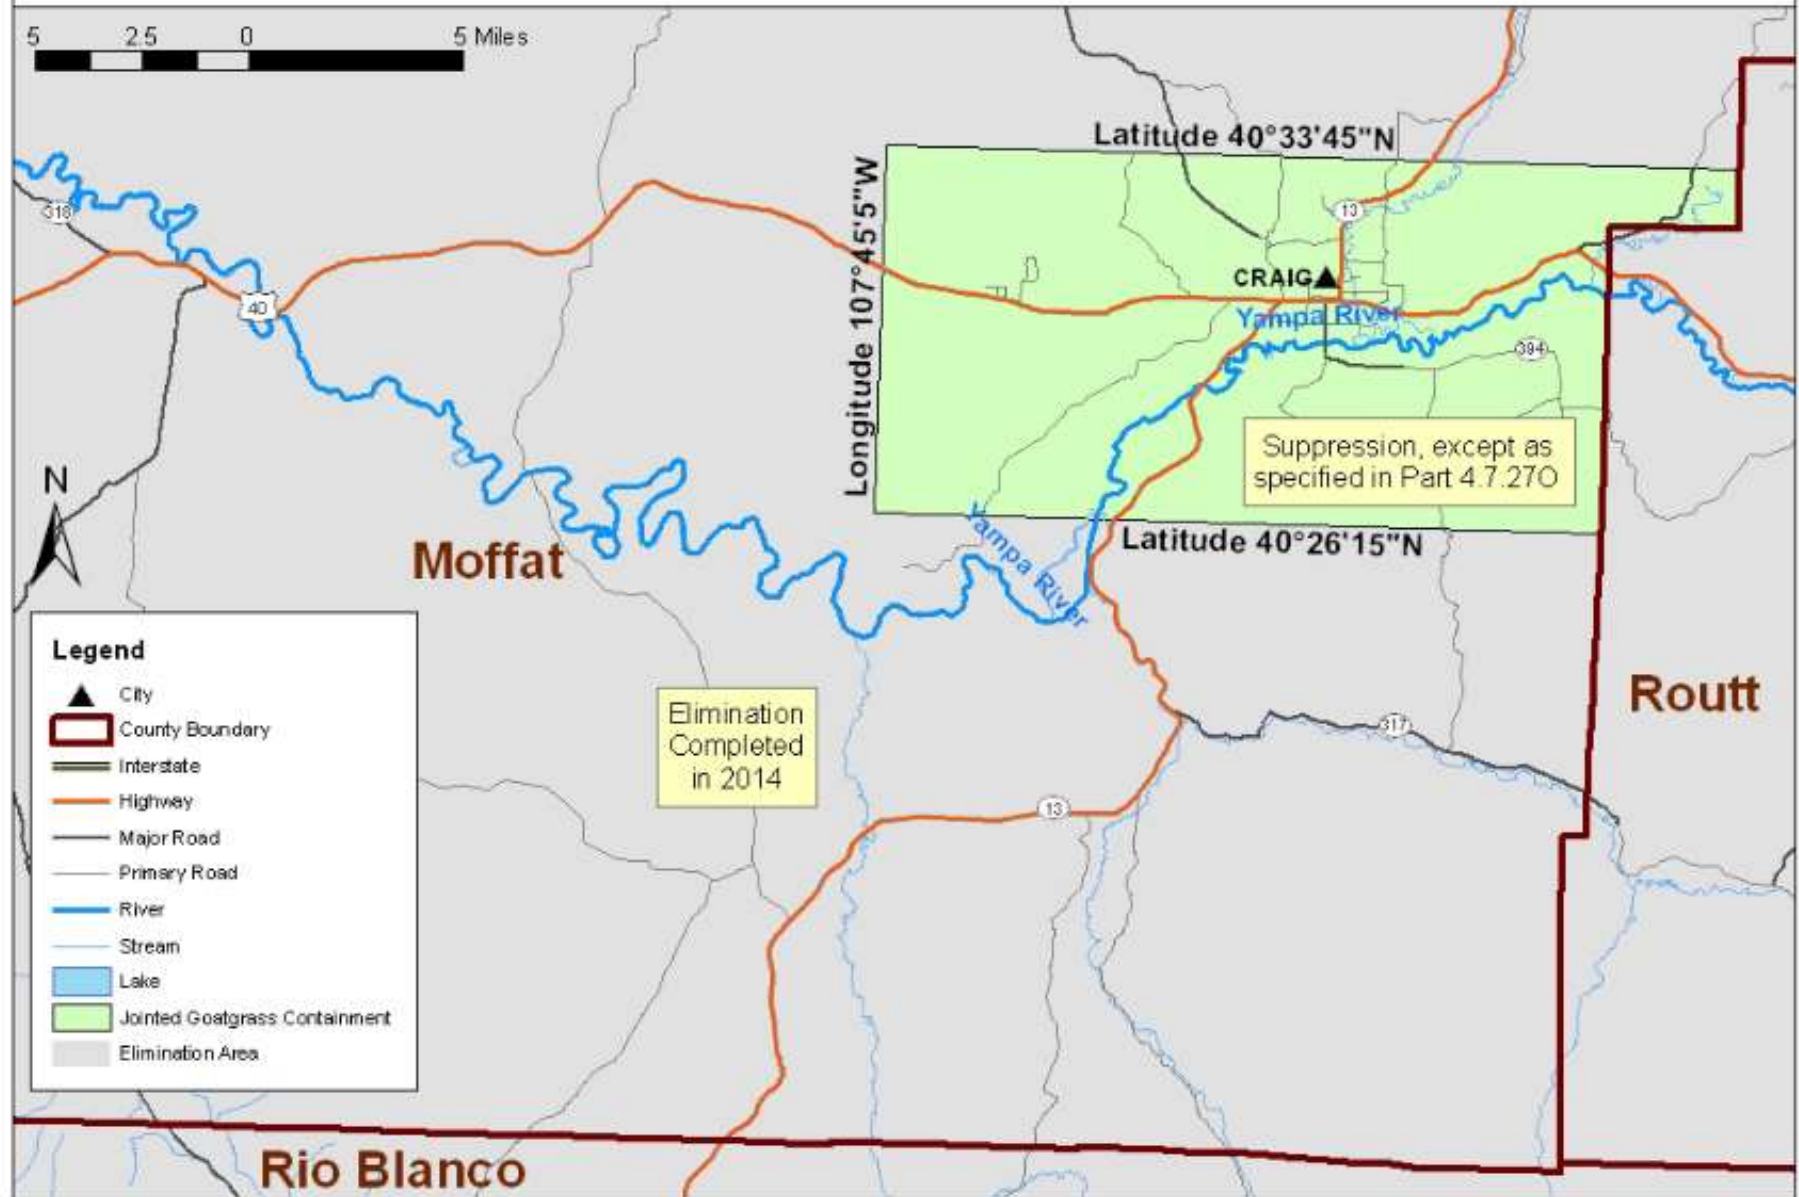 5 2.5 0 5 Miles
Latitude 40°33'45"N
Longitude 107°45'5"W
318
13
CRAIG
40
Yampa River
394
Suppression, except as
specified in Part 4.7.27O
N
Yampa River
Latitude 40°26'15"N
Moffat
Legend
City
County Boundary
Interstate
Highway
Major Road
Primary Road
River
Stream
Lake
Jointed Goatgrass Containment
Elimination Area
Elimination
Completed
in 2014
Routt
317
13
Rio Blanco